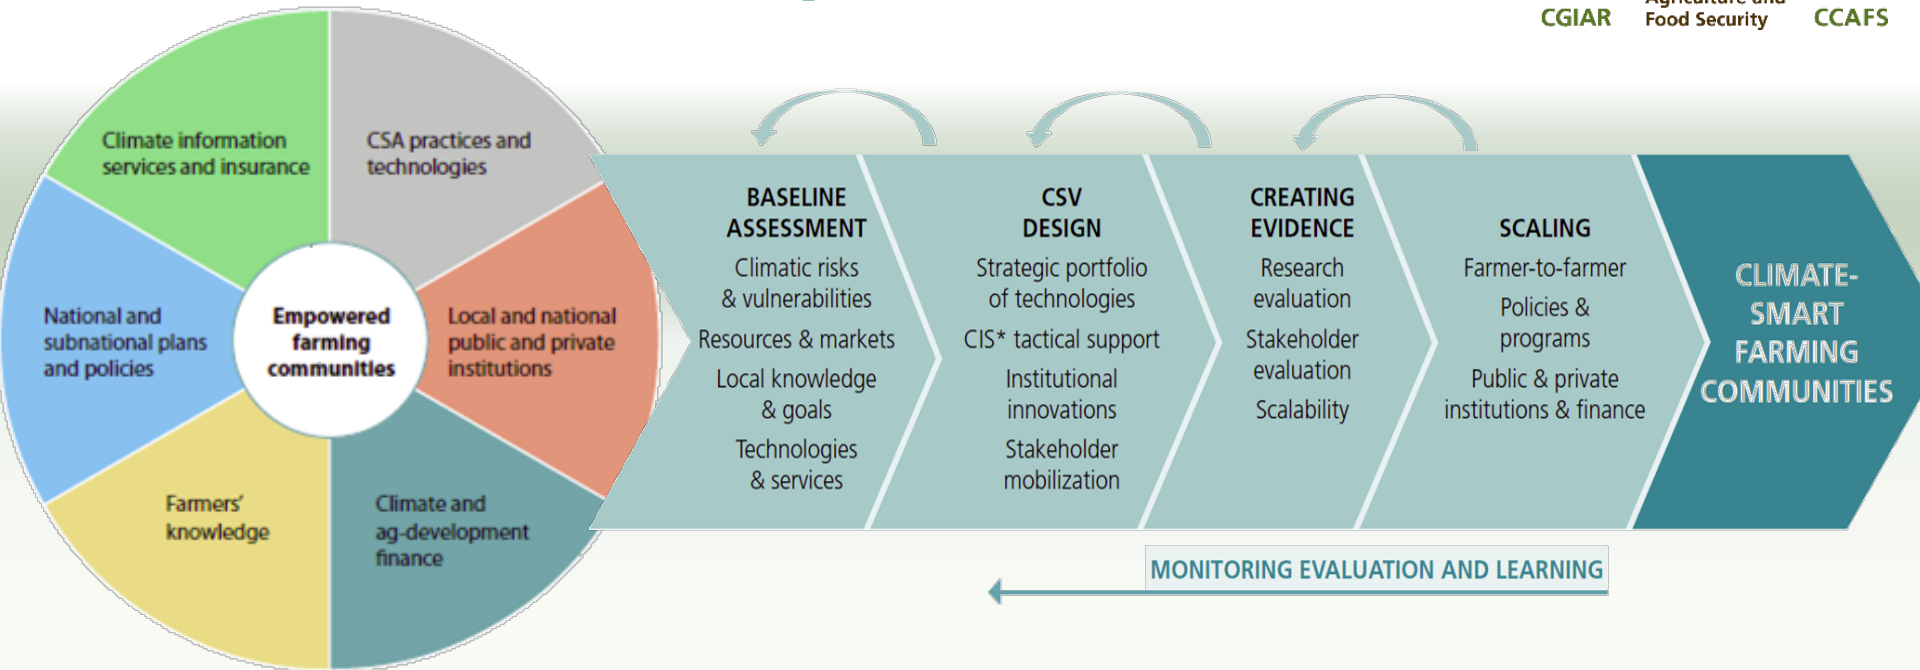 Agriculture and
CGIAR
Food Security
CCAFS
Climate information
services and insurance
CSA practices and
technologies
National and
subnational plans
and policies
Empowered
farming
communities
Local and national
public and private
institutions
Farmers'
knowledge
Climate and
ag-development
finance
BASELINE
ASSESSMENT
Climatic risks
& vulnerabilities
Resources & markets
Local knowledge
& goals
Technologies
& services
CSV
DESIGN
Strategic portfolio
of technologies
CIS* tactical support
Institutional
innovations
Stakeholder
mobilization
CREATING
EVIDENCE
Research
evaluation
Stakeholder
evaluation
Scalability
SCALING
Farmer-to-farmer
Policies &
programs
Public & private
institutions & finance
CLIMATE-
SMART
FARMING
COMMUNITIES
MONITORING EVALUATION AND LEARNING